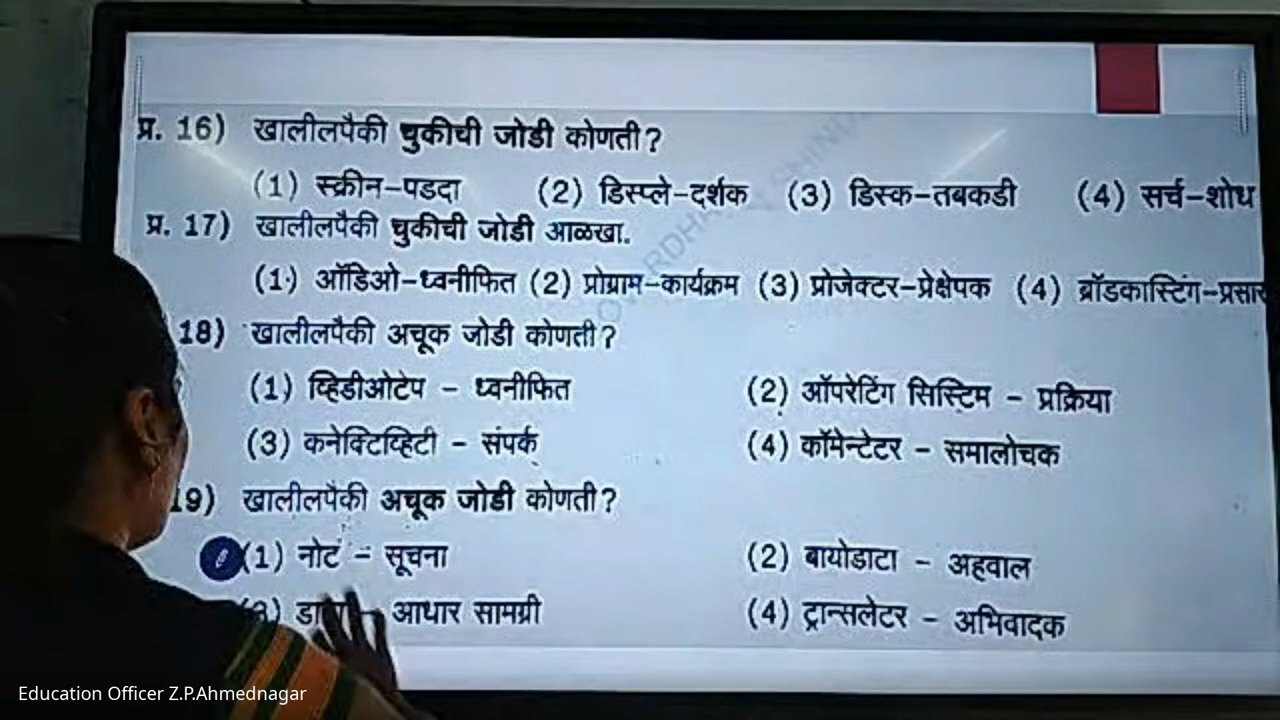 प्र. 16) खालीलपैकी चुकीची जोडी कोणती?
(1) स्क्रीन–पडदा (2) डिस्प्ले–दर्शक (3) डिस्क–तबकडी (4) सर्च–शोध
प्र. 17) खालीलपैकी चुकीची जोडी आळखा.
(1) ऑडिओ–ध्वनीफित (2) प्रोग्राम–कार्यक्रम (3) प्रोजेक्टर–प्रेक्षेपक (4) ब्रॉडकास्टिंग–प्रसार
18) खालीलपैकी अचूक जोडी कोणती?
(1) व्हिडीओटेप – ध्वनीफित (2) ऑपरेटिंग सिस्टिम – प्रक्रिया
(3) कनेक्टिव्हिटी – संपर्क (4) कॉमेन्टेटर – समालोचक
19) खालीलपैकी अचूक जोडी कोणती?
(1) नोट – सूचना (2) बायोडाटा – अहवाल
(3) – आधार सामग्री (4) ट्रान्सलेटर – अभिवादक
Education Officer Z.P.Ahmednagar